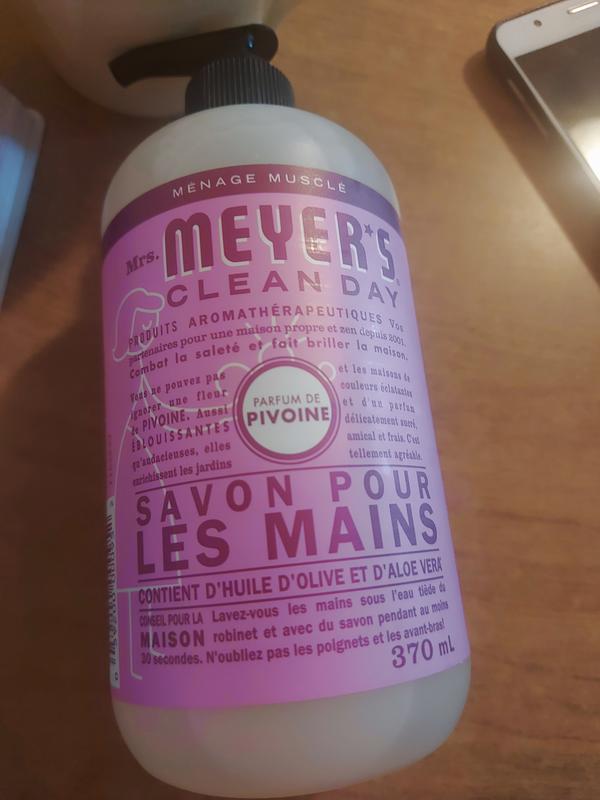 MÉNAGE MUSCLÉ
Mrs. MEYER'S®
CLEAN DAY
PRODUITS AROMATHÉRAPEUTIQUES Vos
partenaires pour une maison propre et zen depuis 2001.
Combat la saleté et fait briller la maison.
Vous ne pouvez pas
ignorer une fleur
de PIVOINE. Aussi
ÉBLOUISSANTES
qu'audacieuses, elles
enrichissent les jardins
PARFUM DE
PIVOINE
et les maisons de
couleurs éclatantes
et d'un parfum
délicatement sucré,
amical et frais. C'est
tellement agréable.
SAVON POUR
LES MAINS
CONTIENT D'HUILE D'OLIVE ET D'ALOE VERA
CONSEIL POUR LA MAISON Lavez-vous les mains sous l'eau tiède du
robinet et avec du savon pendant au moins
30 secondes. N'oubliez pas les poignets et les avant-bras!
370 mL